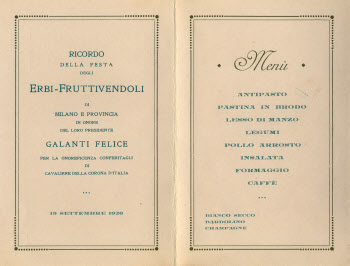 RICORDO
DELLA FESTA
DEGLI
ERBI-FRUTTIVENDOLI
DI
MILANO E PROVINCIA
IN ONORE
DEL LORO PRESIDENTE
GALANTI FELICE
PER LA ONORIFICENZA CONFERITAGLI
DI
CAVALIERE DELLA CORONA D'ITALIA
19 SETTEMBRE 1926
Menù
ANTIPASTO
PASTINA IN BRODO
LESSO DI MANZO
LEGUMI
POLLO ARROSTO
INSALATA
FORMAGGIO
CAFFÈ
BIANCO SECCO
BARDOLINO
CHAMPAGNE